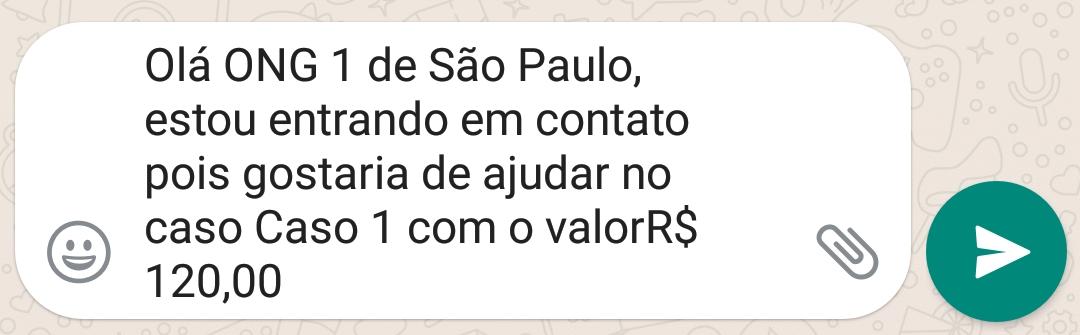 Olá ONG 1 de São Paulo,
estou entrando em contato
pois gostaria de ajudar no
caso Caso 1 com o valorR$
120,00